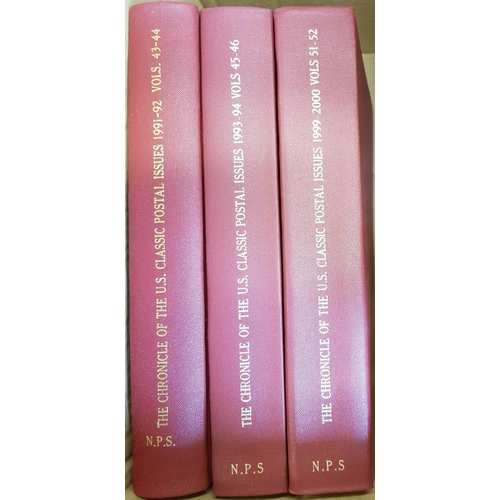 THE CHRONICLE OF THE U.S. CLASSIC POSTAL ISSUES 1991-92 VOLS. 43-44
N.P.S.
THE CHRONICLE OF THE U.S. CLASSIC POSTAL ISSUES 1993-94 VOLS 45-46
N.P.S
THE CHRONICLE OF THE U.S. CLASSIC POSTAL ISSUES 1999-2000 VOLS 51-52
N.P.S